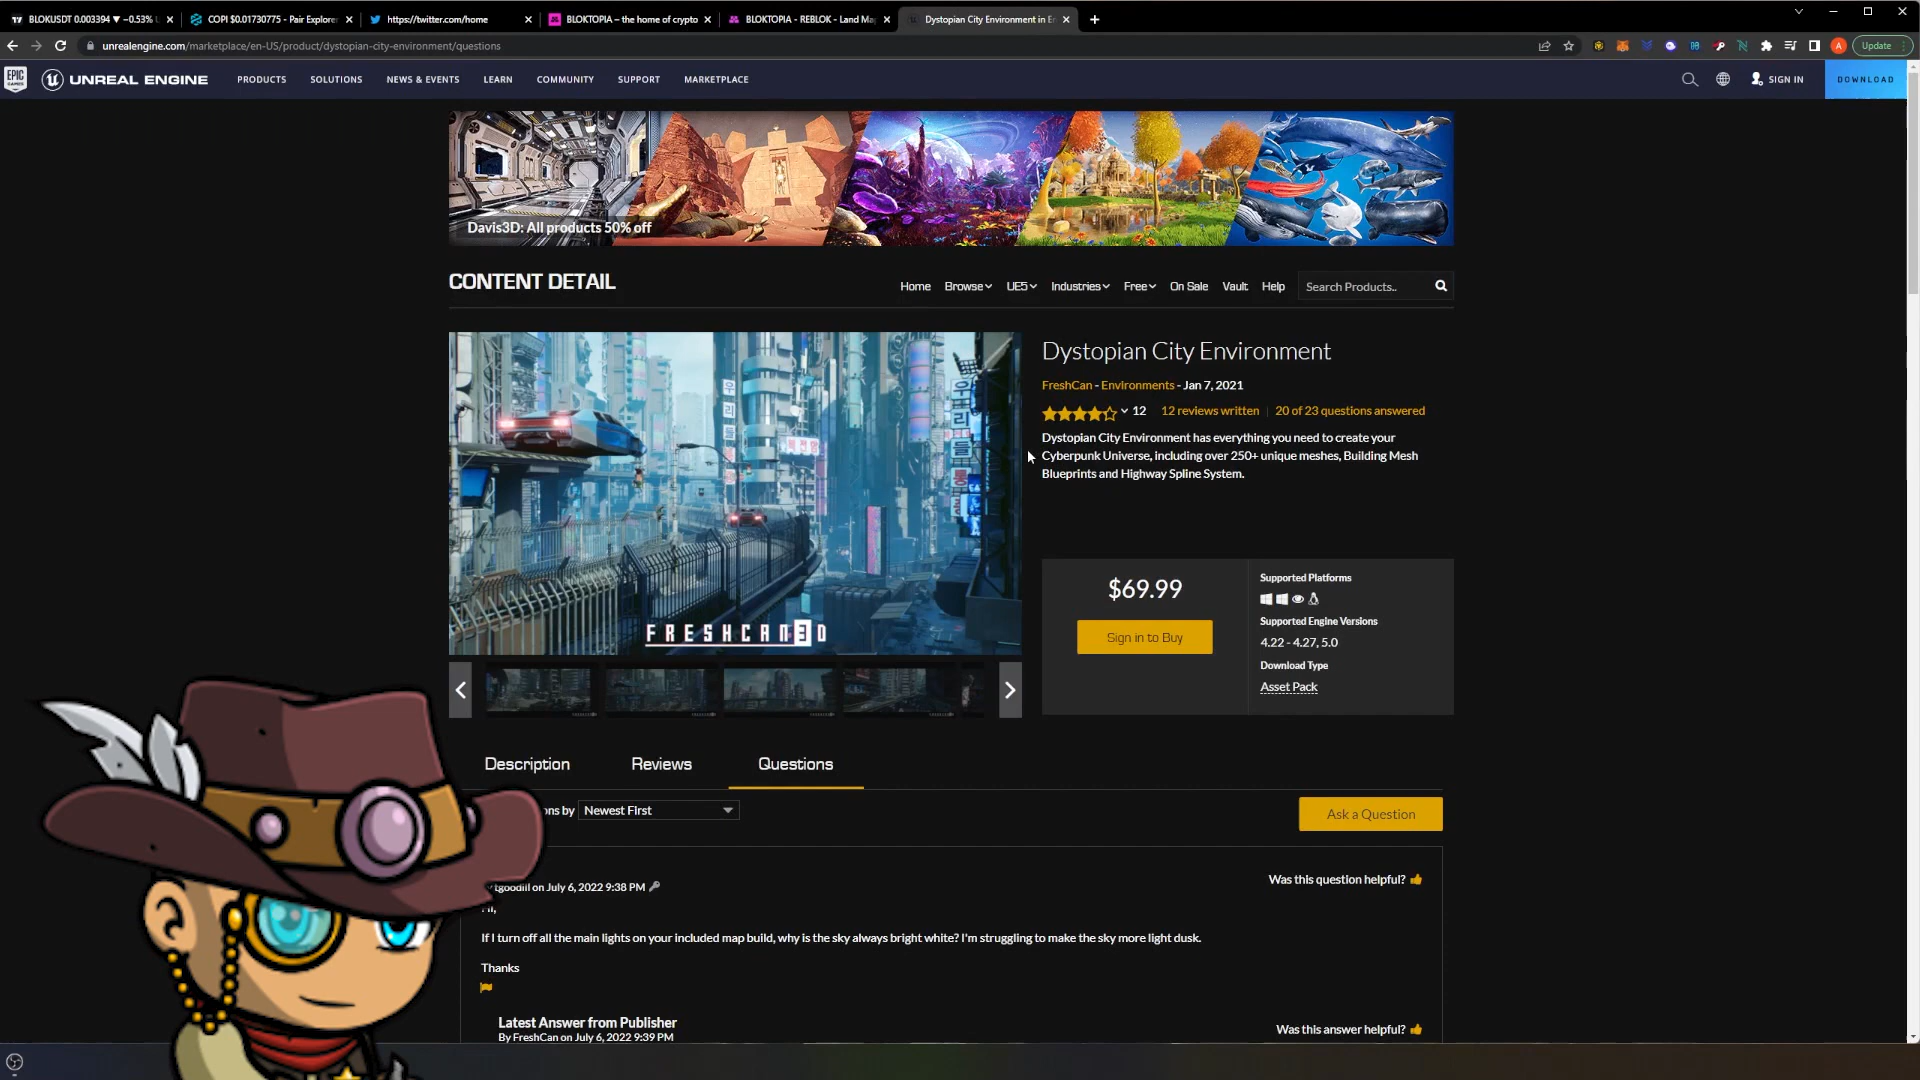 BLOKUSDT 0.003394 ▼ −0.53%
COPI $0.01730775 - Pair Explorer
https://twitter.com/home
BLOKTOPIA – the home of crypto
BLOKTOPIA - REBLOK - Land Ma
Dystopian City Environment in E
unrealengine.com/marketplace/en-US/product/dystopian-city-environment/questions
Update
EPIC GAMES
UNREAL ENGINE
PRODUCTS
SOLUTIONS
NEWS & EVENTS
LEARN
COMMUNITY
SUPPORT
MARKETPLACE
SIGN IN
DOWNLOAD
Davis3D: All products 50% off
CONTENT DETAIL
Home
Browse
UE5
Industries
Free
On Sale
Vault
Help
Search Products..
FRESHCAN3D
Dystopian City Environment
FreshCan - Environments - Jan 7, 2021
12
12 reviews written
20 of 23 questions answered
Dystopian City Environment has everything you need to create your
Cyberpunk Universe, including over 250+ unique meshes, Building Mesh
Blueprints and Highway Spline System.
$69.99
Sign in to Buy
Supported Platforms
Supported Engine Versions
4.22 - 4.27, 5.0
Download Type
Asset Pack
Description
Reviews
Questions
by
Newest First
Ask a Question
on July 6, 2022 9:38 PM
Was this question helpful?
If I turn off all the main lights on your included map build, why is the sky always bright white? I'm struggling to make the sky more light dusk.
Thanks
Latest Answer from Publisher
By FreshCan on July 6, 2022 9:39 PM
Was this answer helpful?